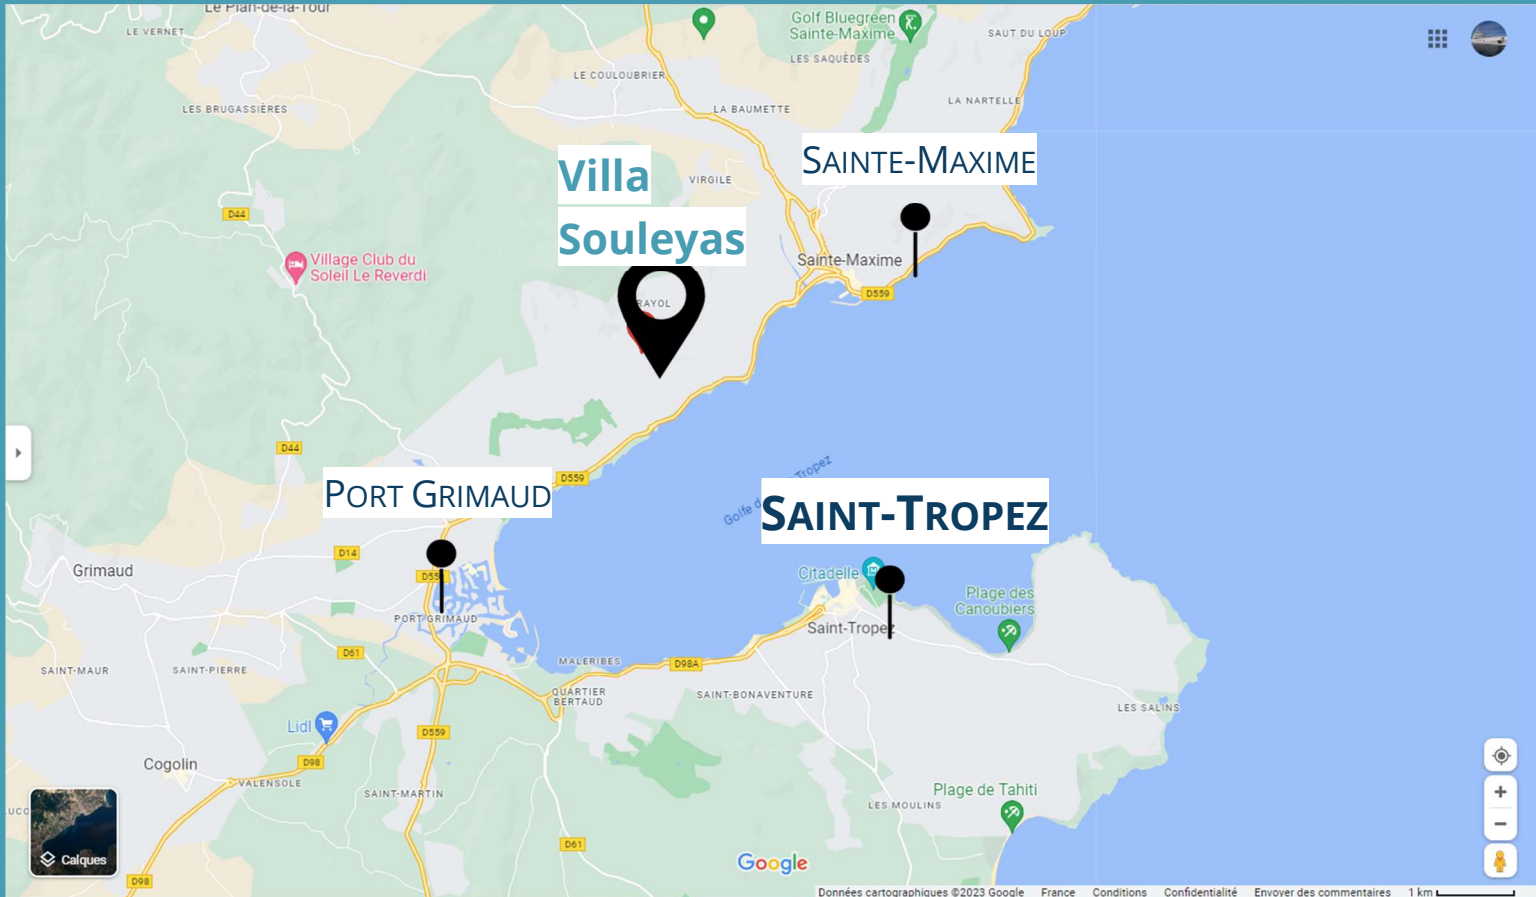 Le Plan-de-la-Tour
LE VERNET
Golf Bluegreen
Sainte-Maxime
SAUT DU LOUP
LES SAQUÈDES
LE COULOUBRIER
LES BRUGASSIÈRES
LA BAUMETTE
LA NARTELLE
SAINTE-MAXIME
Villa
Souleyas
VIRGILE
D44
Village Club du
Soleil Le Reverdi
Sainte-Maxime
D559
RAYOL
D44
PORT GRIMAUD
D559
SAINT-TROPEZ
D14
Grimaud
D55
Citadelle
Plage des
Canoubiers
PORT GRIMAUD
Saint-Tropez
D61
SAINT-MAUR
SAINT-PIERRE
MALERIBES
D98A
QUARTIER
BERTAUD
SAINT-BONAVENTURE
LES SALINS
Lidl
D559
Cogolin
D98
VALENSOLE
SAINT-MARTIN
Plage de Tahiti
LES MOULINS
D61
Calques
Google
D98
Données cartographiques ©2023 Google France Conditions Confidentialité Envoyer des commentaires 1 km